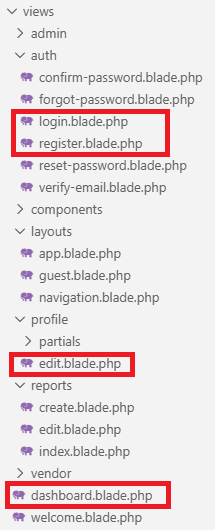 views
admin
auth
confirm-password.blade.php
forgot-password.blade.php
login.blade.php
register.blade.php
reset-password.blade.php
verify-email.blade.php
components
layouts
app.blade.php
guest.blade.php
navigation.blade.php
profile
partials
edit.blade.php
reports
create.blade.php
edit.blade.php
index.blade.php
vendor
dashboard.blade.php
welcome.blade.php